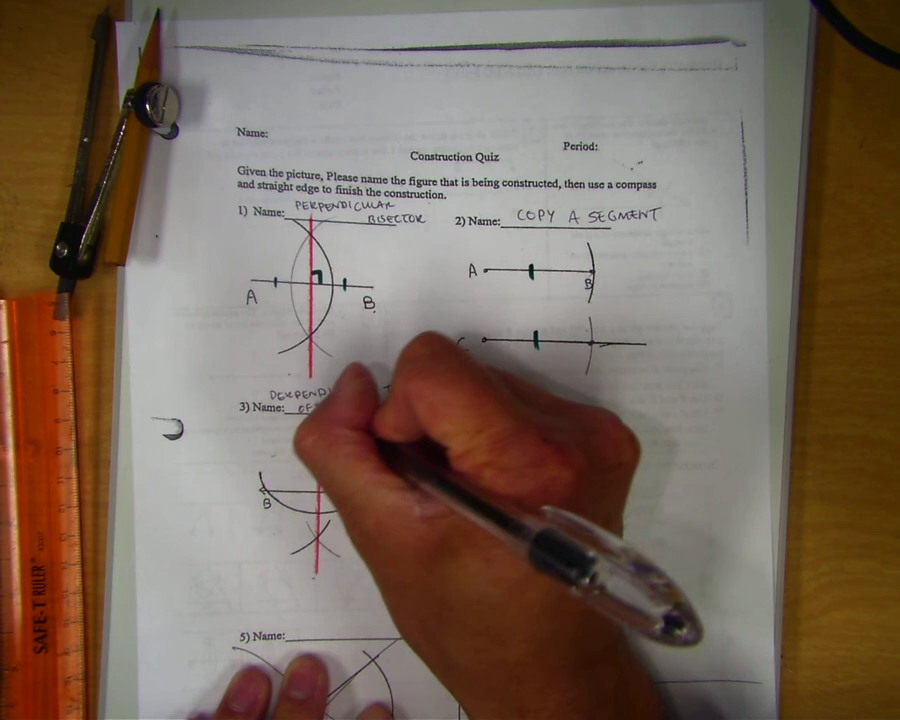 Name:
Period:
Construction Quiz
Given the picture, Please name the figure that is being constructed, then use a compass
and straight edge to finish the construction.
1) Name: PERPENDICULAR
BISECTOR
2) Name: COPY A SEGMENT
A
B
A
B
3) Name:
B
5) Name:
SAFE-T RULER